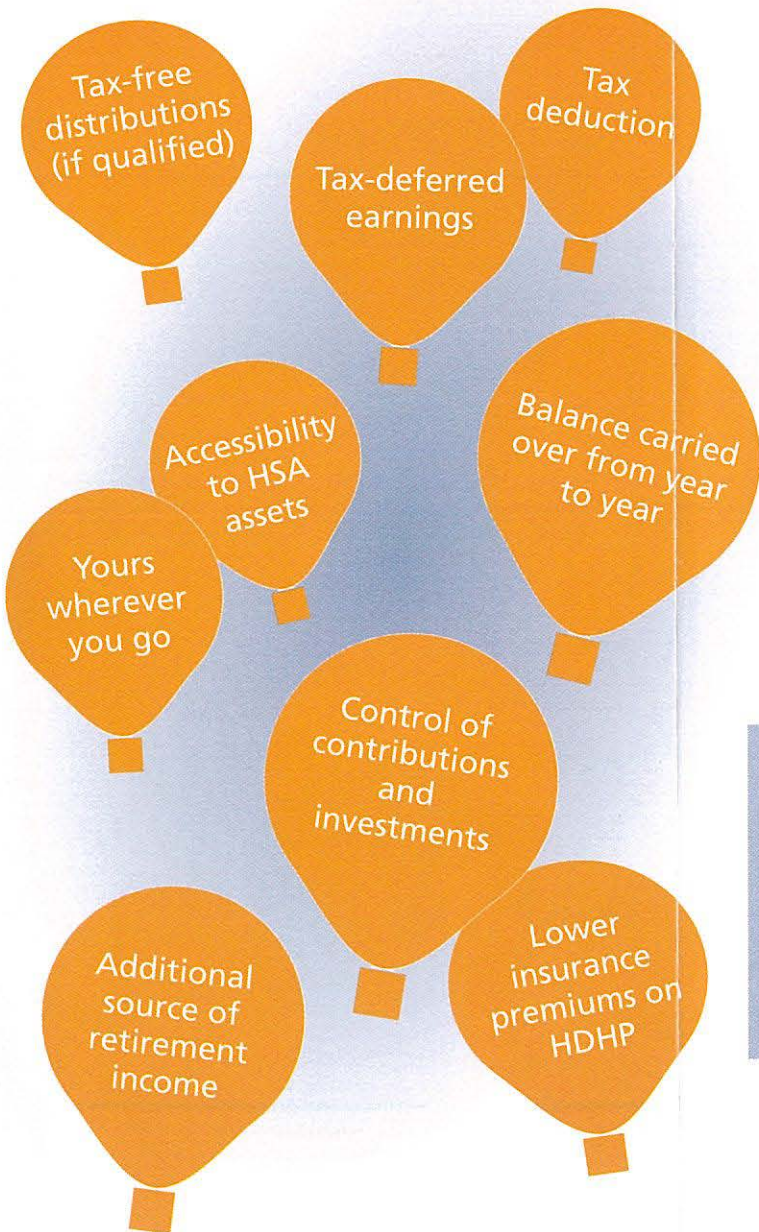 Tax-free
distributions
(if qualified)
Tax-deferred
earnings
Tax
deduction
Accessibility
to HSA
assets
Balance carried
over from year
to year
Yours
wherever
you go
Control of
contributions
and
investments
Additional
source of
retirement
income
Lower
insurance
premiums on
HDHP